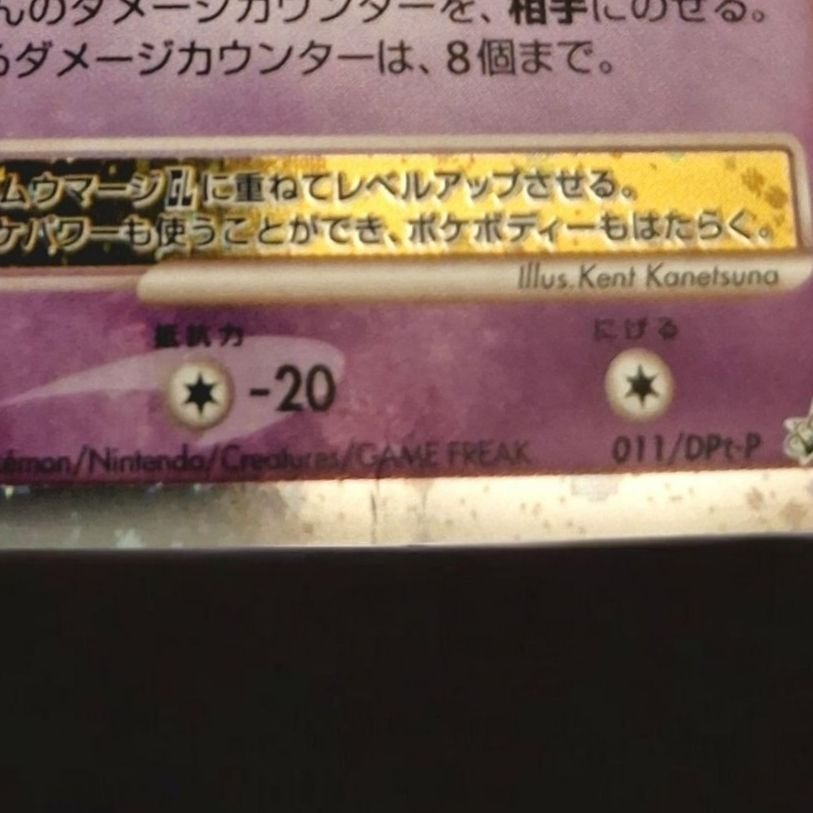 んのダメージカウンターを、相手にのせる。
るダメージカウンターは、8個まで。
ムウマージGLに重ねてレベルアップさせる。
ケパワーも使うことができ、ポケボディーもはたらく。
Illus. Kent Kanetsuna
抵抗力 にげる
-20
émon/Nintendo/Creatures/GAME FREAK 011/DPt-P